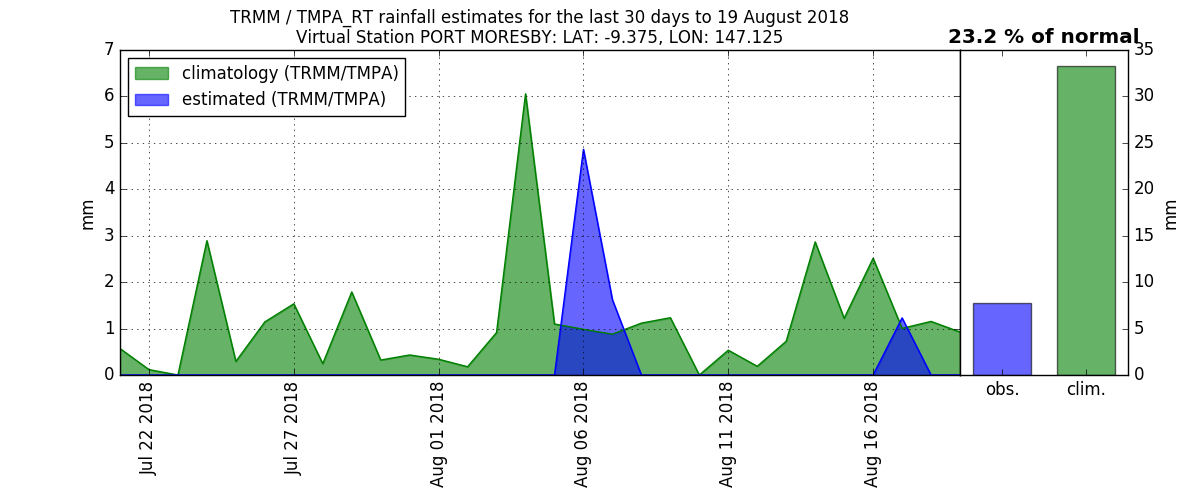 TRMM / TMPA_RT rainfall estimates for the last 30 days to 19 August 2018
Virtual Station PORT MORESBY: LAT: -9.375, LON: 147.125
23.2 % of normal
climatology (TRMM/TMPA)
estimated (TRMM/TMPA)
7
6
5
4
3
2
1
0
mm
Jul 22 2018
Jul 27 2018
Aug 01 2018
Aug 06 2018
Aug 11 2018
Aug 16 2018
35
30
25
20
15
10
5
0
mm
obs.
clim.